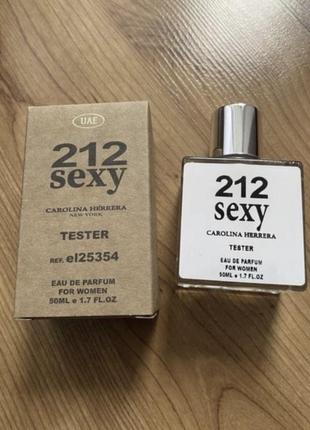 UAE
212
sexy
CAROLINA HERRERA
NEW YORK
TESTER
REF. el25354
EAU DE PARFUM
FOR WOMEN
50ML e 1.7 FL.OZ
212
sexy
CAROLINA HERRERA
TESTER
EAU DE PARFUM
FOR WOMEN
50ML e 1.7 FL.OZ